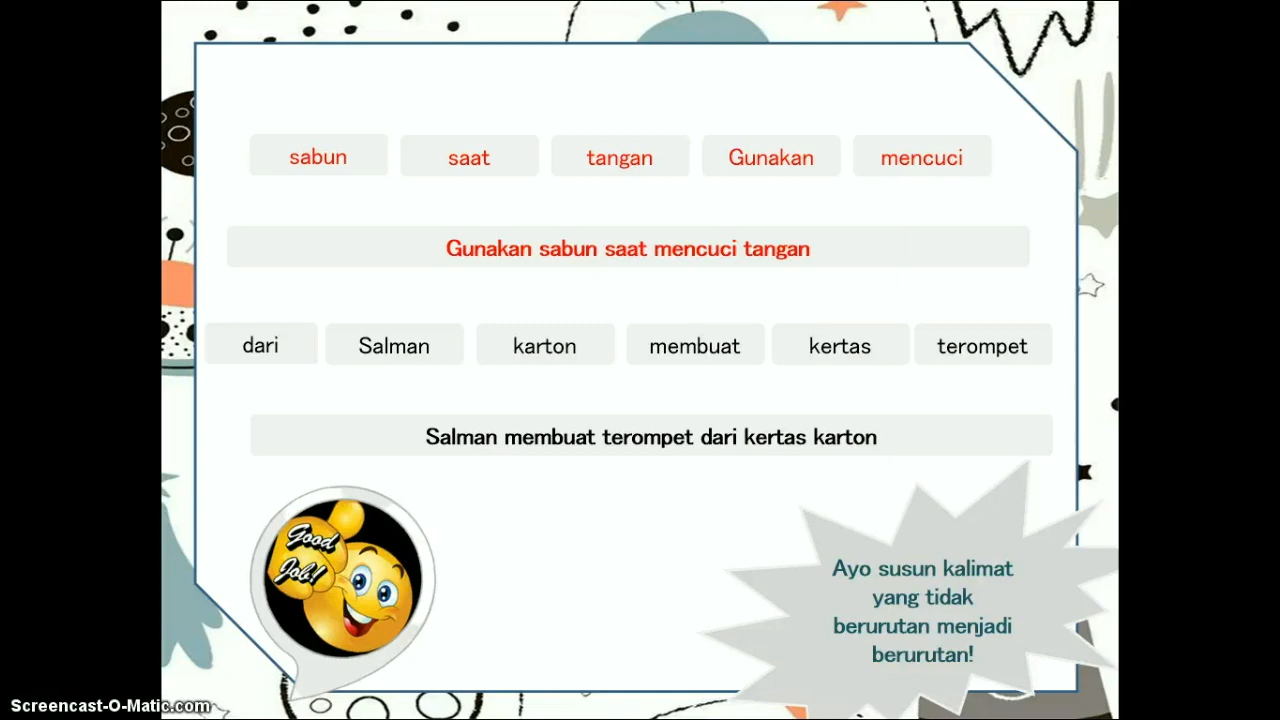 sabun saat tangan Gunakan mencuci
Gunakan sabun saat mencuci tangan
dari Salman karton membuat kertas terompet
Salman membuat terompet dari kertas karton
Good
Job!
Ayo susun kalimat
yang tidak
berurutan menjadi
berurutan!
Screencast-O-Matic.com